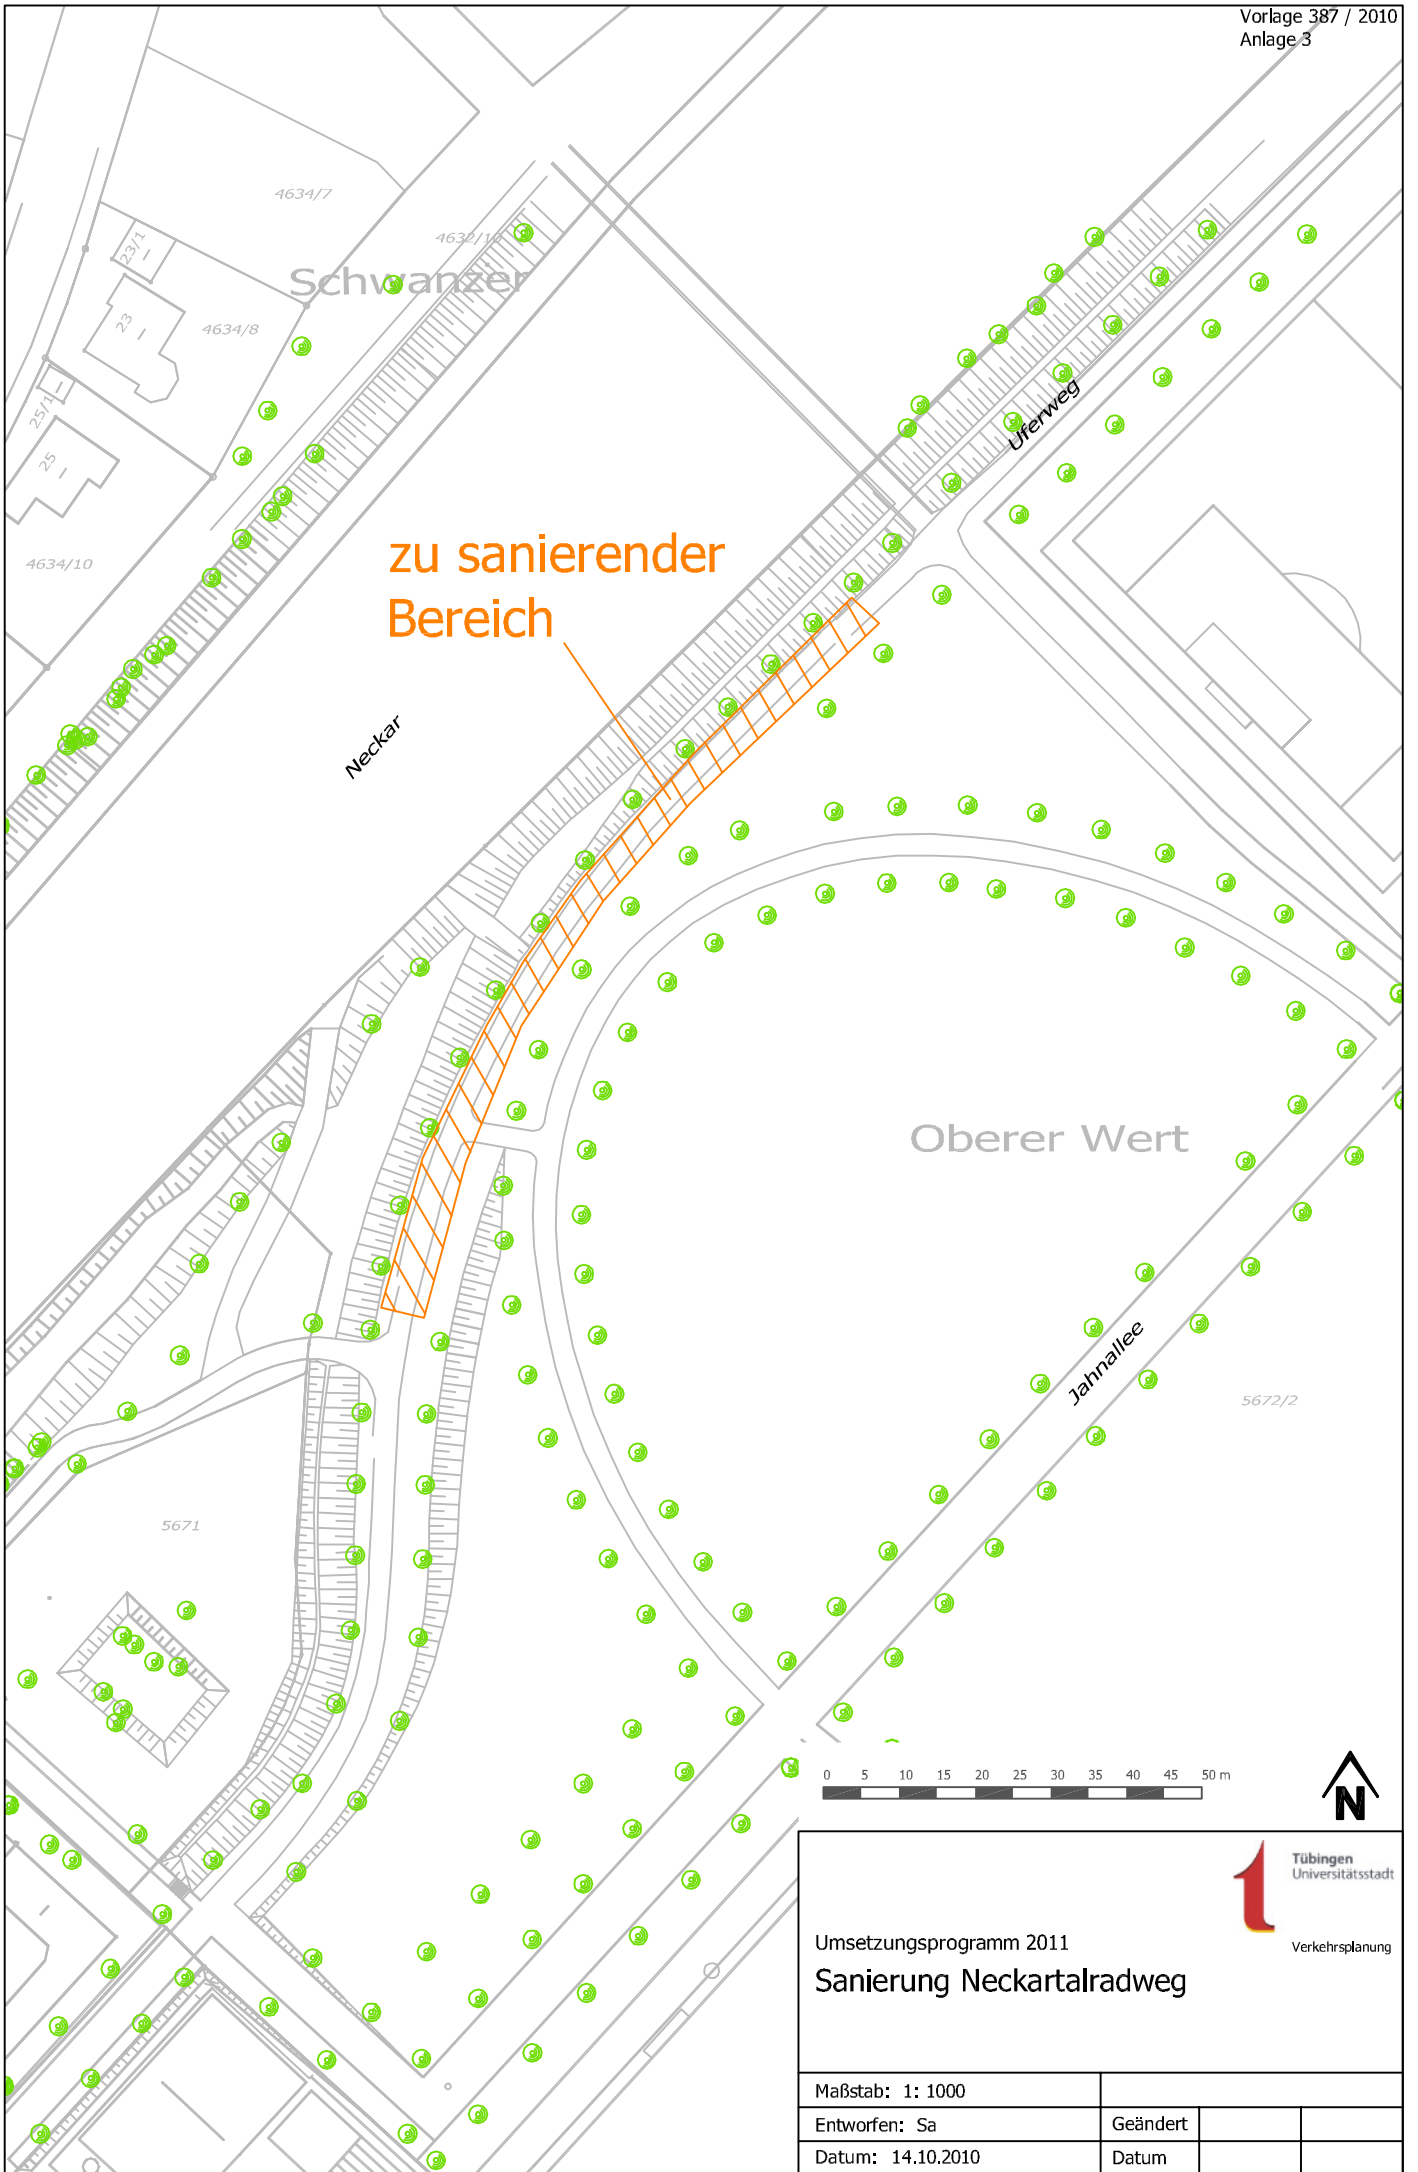 Vorlage 387 / 2010
Anlage 3
4634/7
4632/10
23/1
Schwanzer
23
4634/8
25/1
25
4634/10
Uferweg
zu sanierender
Bereich
Neckar
Oberer Wert
Jahnallee
5672/2
5671
0 5 10 15 20 25 30 35 40 45 50 m
N
Tübingen
Universitätsstadt
Verkehrsplanung
Umsetzungsprogramm 2011
Sanierung Neckartalradweg
Maßstab: 1: 1000
Entworfen: Sa Geändert
Datum: 14.10.2010 Datum